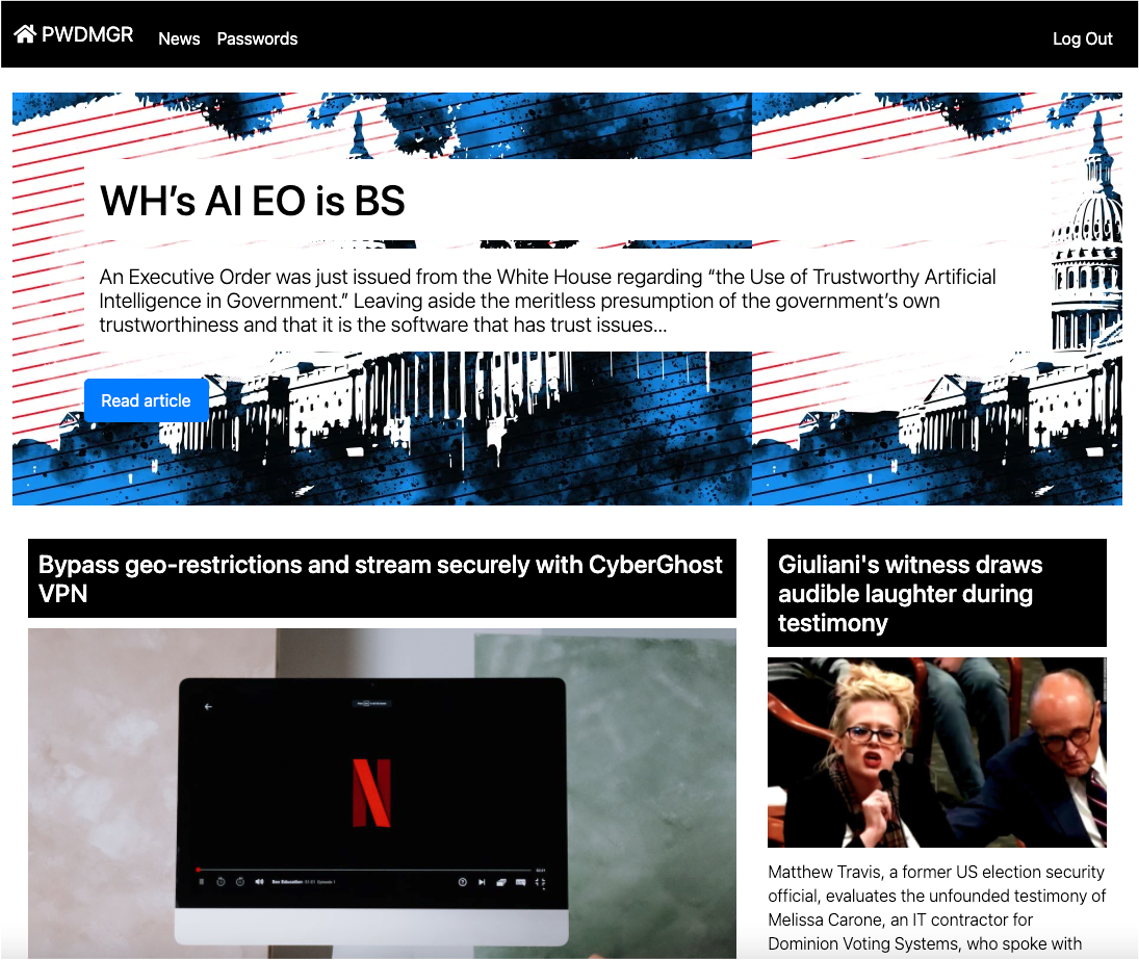 PWDMGR
News Passwords
Log Out
WH’s AI EO is BS
An Executive Order was just issued from the White House regarding “the Use of Trustworthy Artificial
Intelligence in Government.” Leaving aside the meritless presumption of the government’s own
trustworthiness and that it is the software that has trust issues...
Read article
Bypass geo-restrictions and stream securely with CyberGhost
VPN
N
Sex Education
Giuliani's witness draws
audible laughter during
testimony
Matthew Travis, a former US election security
official, evaluates the unfounded testimony of
Melissa Carone, an IT contractor for
Dominion Voting Systems, who spoke with